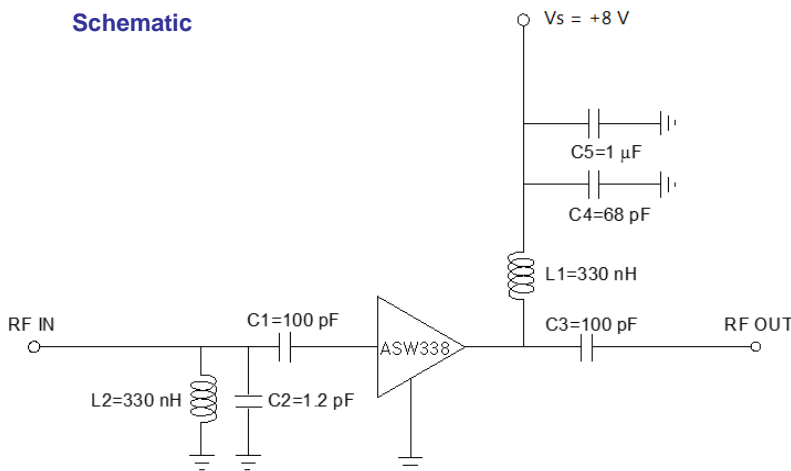 Schematic
Vs = +8 V
C5=1 μF
C4=68 pF
L1=330 nH
RF IN
C1=100 pF
C3=100 pF
RF OUT
ASW338
L2=330 nH
C2=1.2 pF